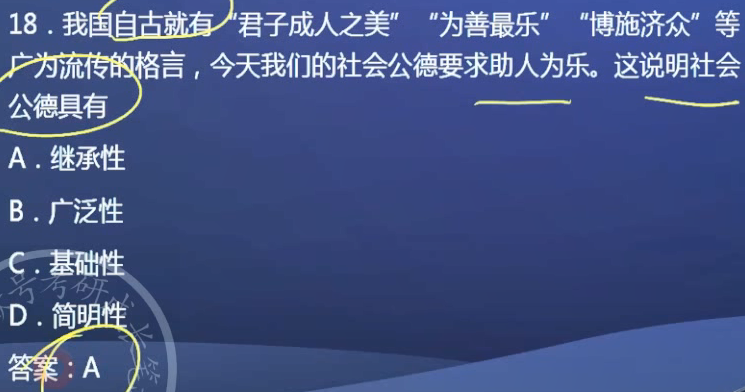 18．我国自古就有“君子成人之美”“为善最乐”“博施济众”等
广为流传的格言，今天我们的社会公德要求助人为乐。这说明社会
公德具有
A．继承性
B．广泛性
C．基础性
D．简明性
答案：A